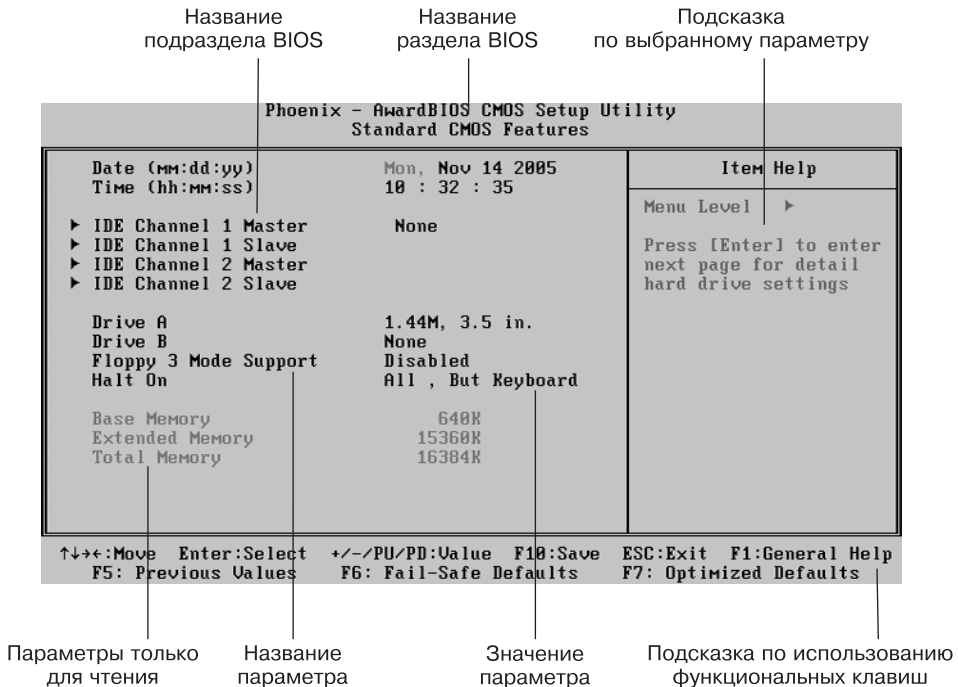 Название
подраздела BIOS
Название
раздела BIOS
Подсказка
по выбранному параметру
Phoenix - AwardBIOS CMOS Setup Utility
Standard CMOS Features
Date (mm:dd:yy) Mon, Nov 14 2005
Time (hh:mm:ss) 10 : 32 : 35
IDE Channel 1 Master None
IDE Channel 1 Slave
IDE Channel 2 Master
IDE Channel 2 Slave
Drive A 1.44M, 3.5 in.
Drive B None
Floppy 3 Mode Support Disabled
Halt On All , But Keyboard
Base Memory 640K
Extended Memory 15360K
Total Memory 16384K
Item Help
Menu Level ►
Press [Enter] to enter
next page for detail
hard drive settings
↑↓→←:Move Enter:Select +/-/PU/PD:Value F10:Save ESC:Exit F1:General Help
F5: Previous Values F6: Fail-Safe Defaults F7: Optimized Defaults
Параметры только
для чтения
Название
параметра
Значение
параметра
Подсказка по использованию
функциональных клавиш